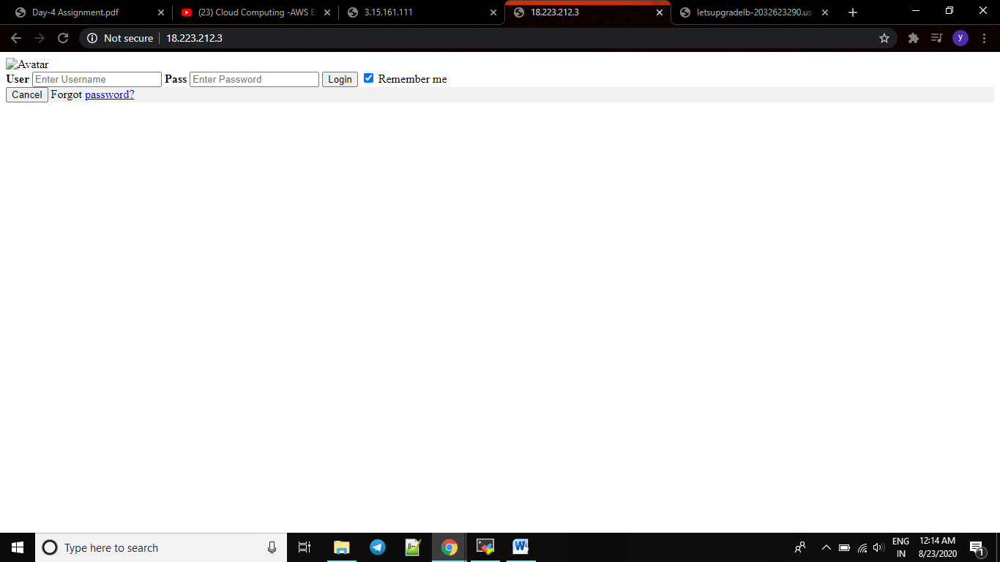 Day-4 Assignment.pdf
(23) Cloud Computing -AWS E
3.15.161.111
18.223.212.3
letsupgradelb-2032623290.us-
Not secure
18.223.212.3
y
Avatar
User Enter Username Pass Enter Password Login Remember me
Cancel Forgot password?
Type here to search
ENG
IN
12:14 AM
8/23/2020
1